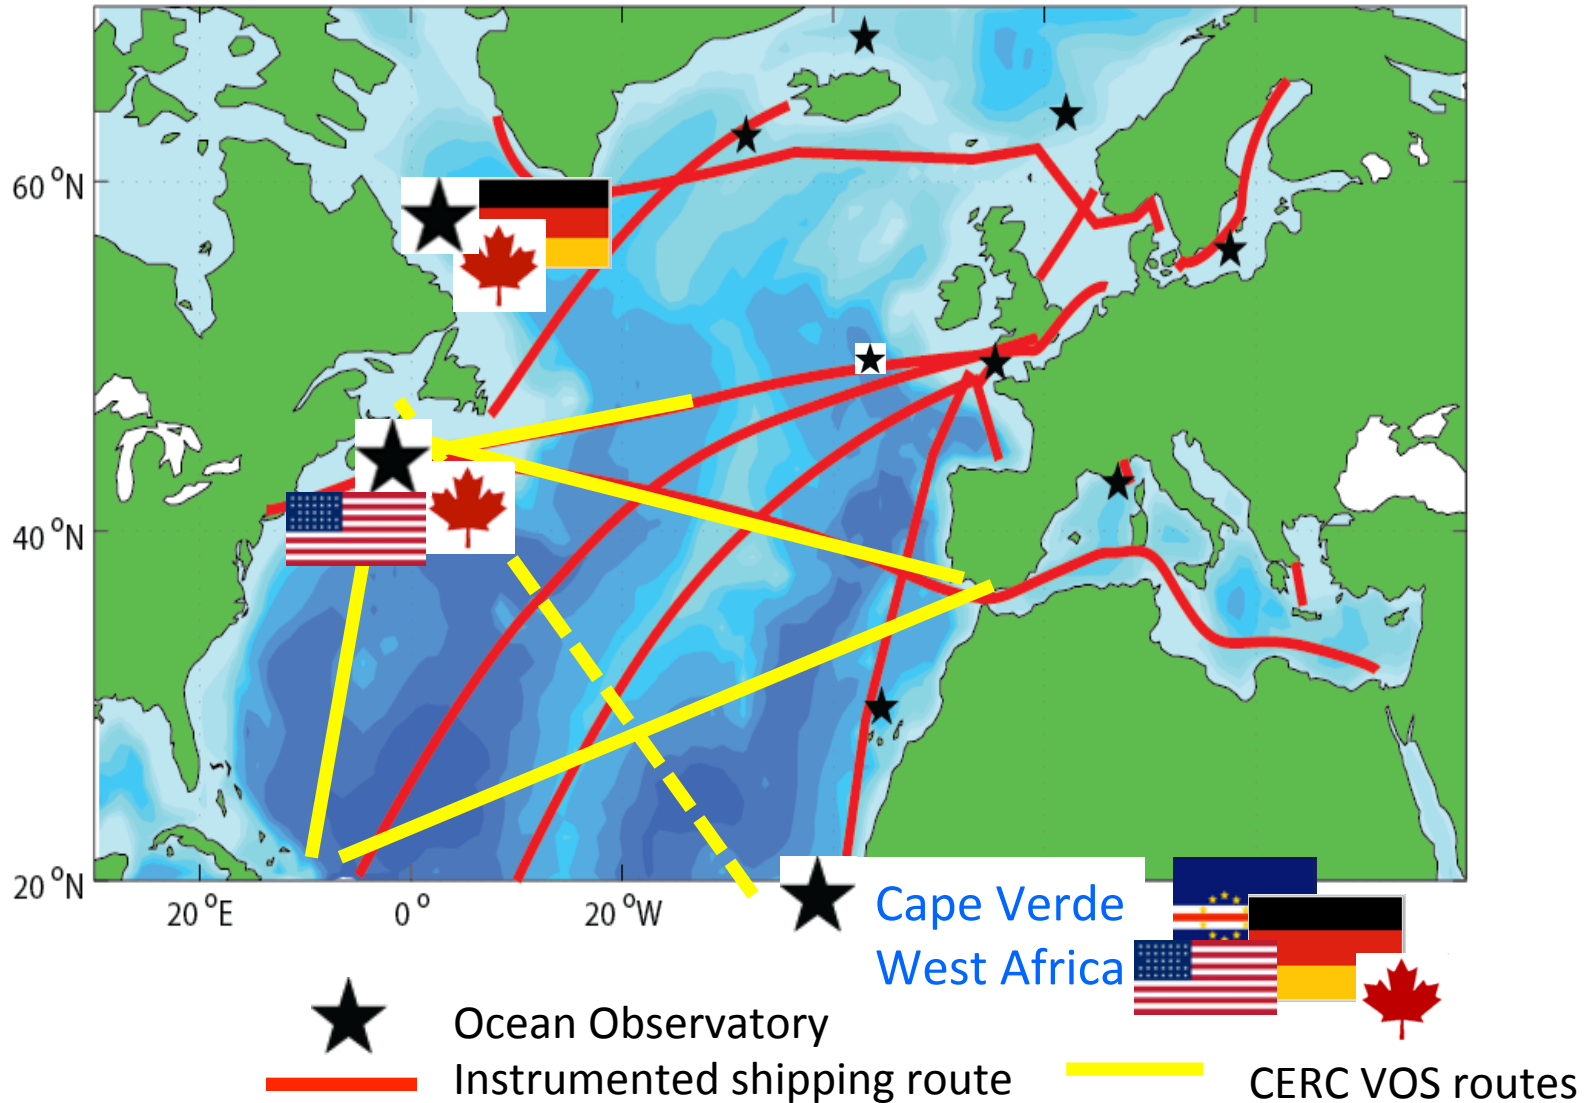 60 °N
40 °N
20 °N
20 °E
0 °
20 °W
Cape Verde
West Africa
Ocean Observatory
Instrumented shipping route
CERC VOS routes